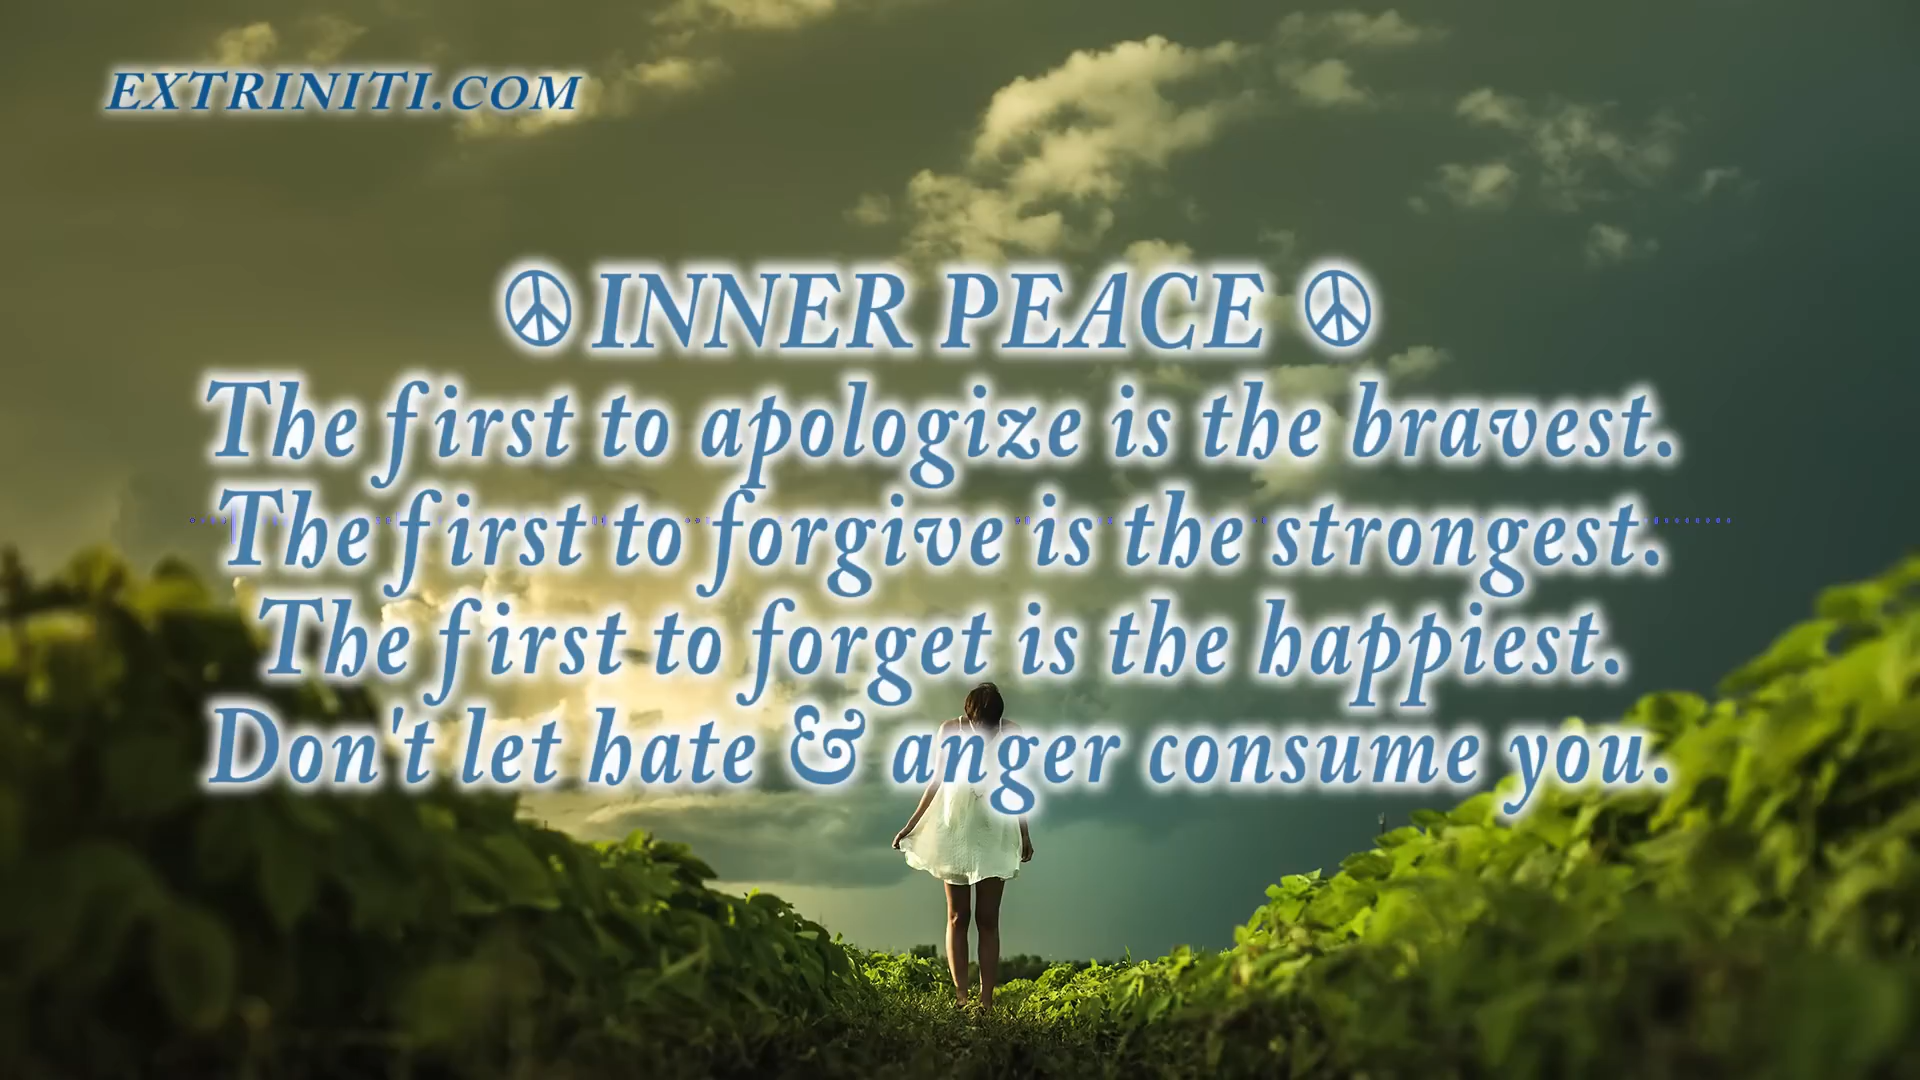 EXTRINITI.COM
☮ INNER PEACE ☮
The first to apologize is the bravest.
The first to forgive is the strongest.
The first to forget is the happiest.
Don't let hate & anger consume you.